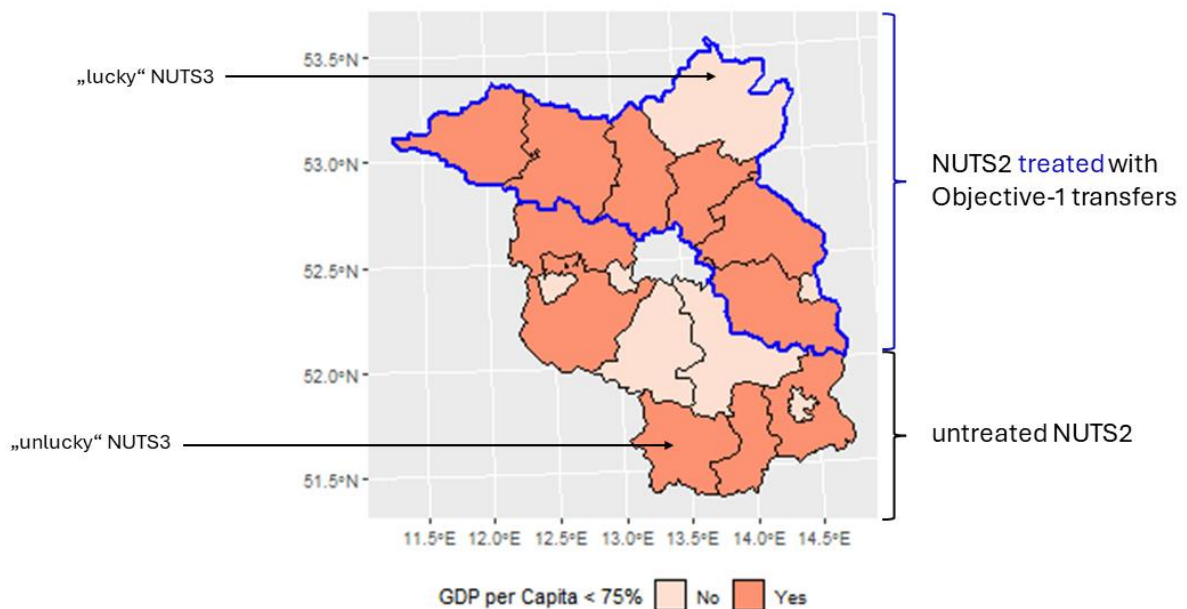 53.5°N
„lucky“ NUTS3
53.0°N
NUTS2 treated with
Objective-1 transfers
52.5°N
52.0°N
„unlucky“ NUTS3
untreated NUTS2
51.5°N
11.5°E 12.0°E 12.5°E 13.0°E 13.5°E 14.0°E 14.5°E
GDP per Capita < 75% No Yes